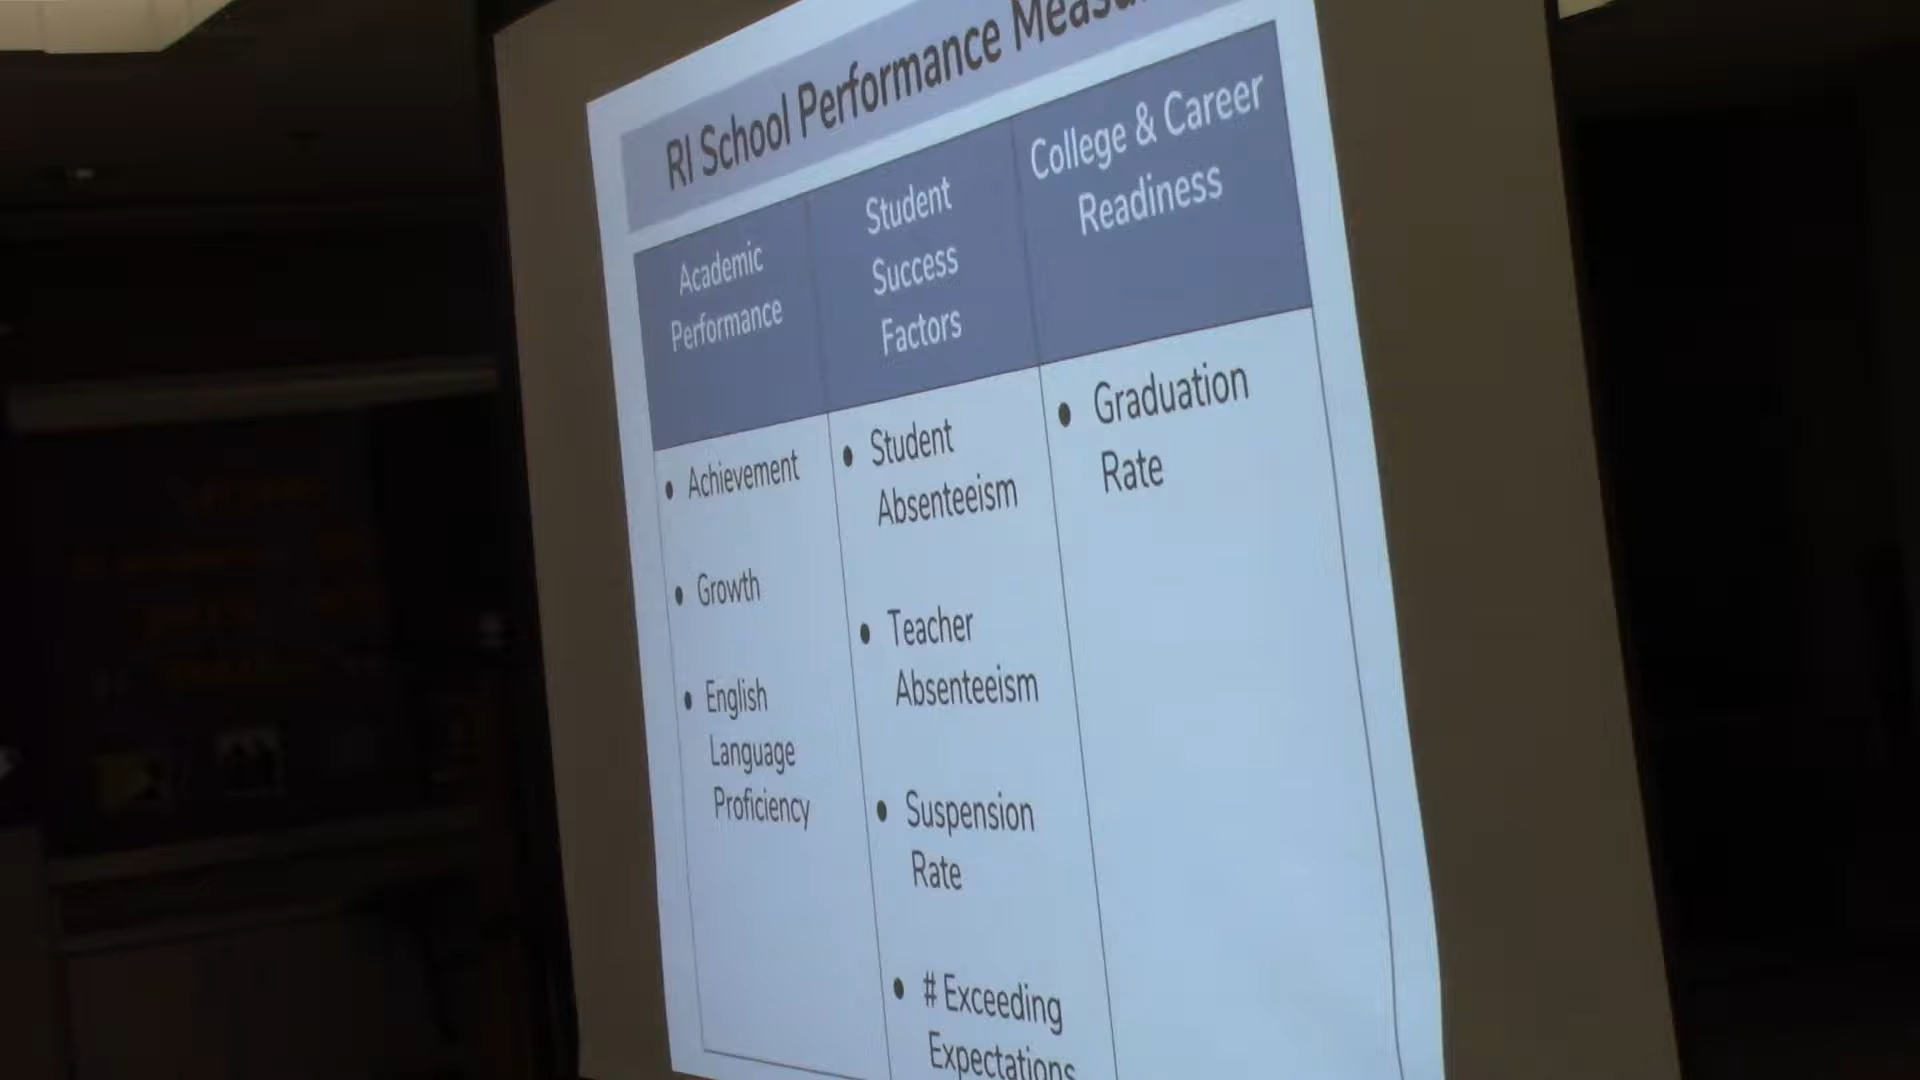 RI School Performance
Academic
Performance
Student
Success
Factors
College & Career
Readiness
• Achievement
• Growth
• English
Language
Proficiency
• Student
Absenteeism
• Teacher
Absenteeism
• Suspension
Rate
• # Exceeding
Expectations
• Graduation
Rate